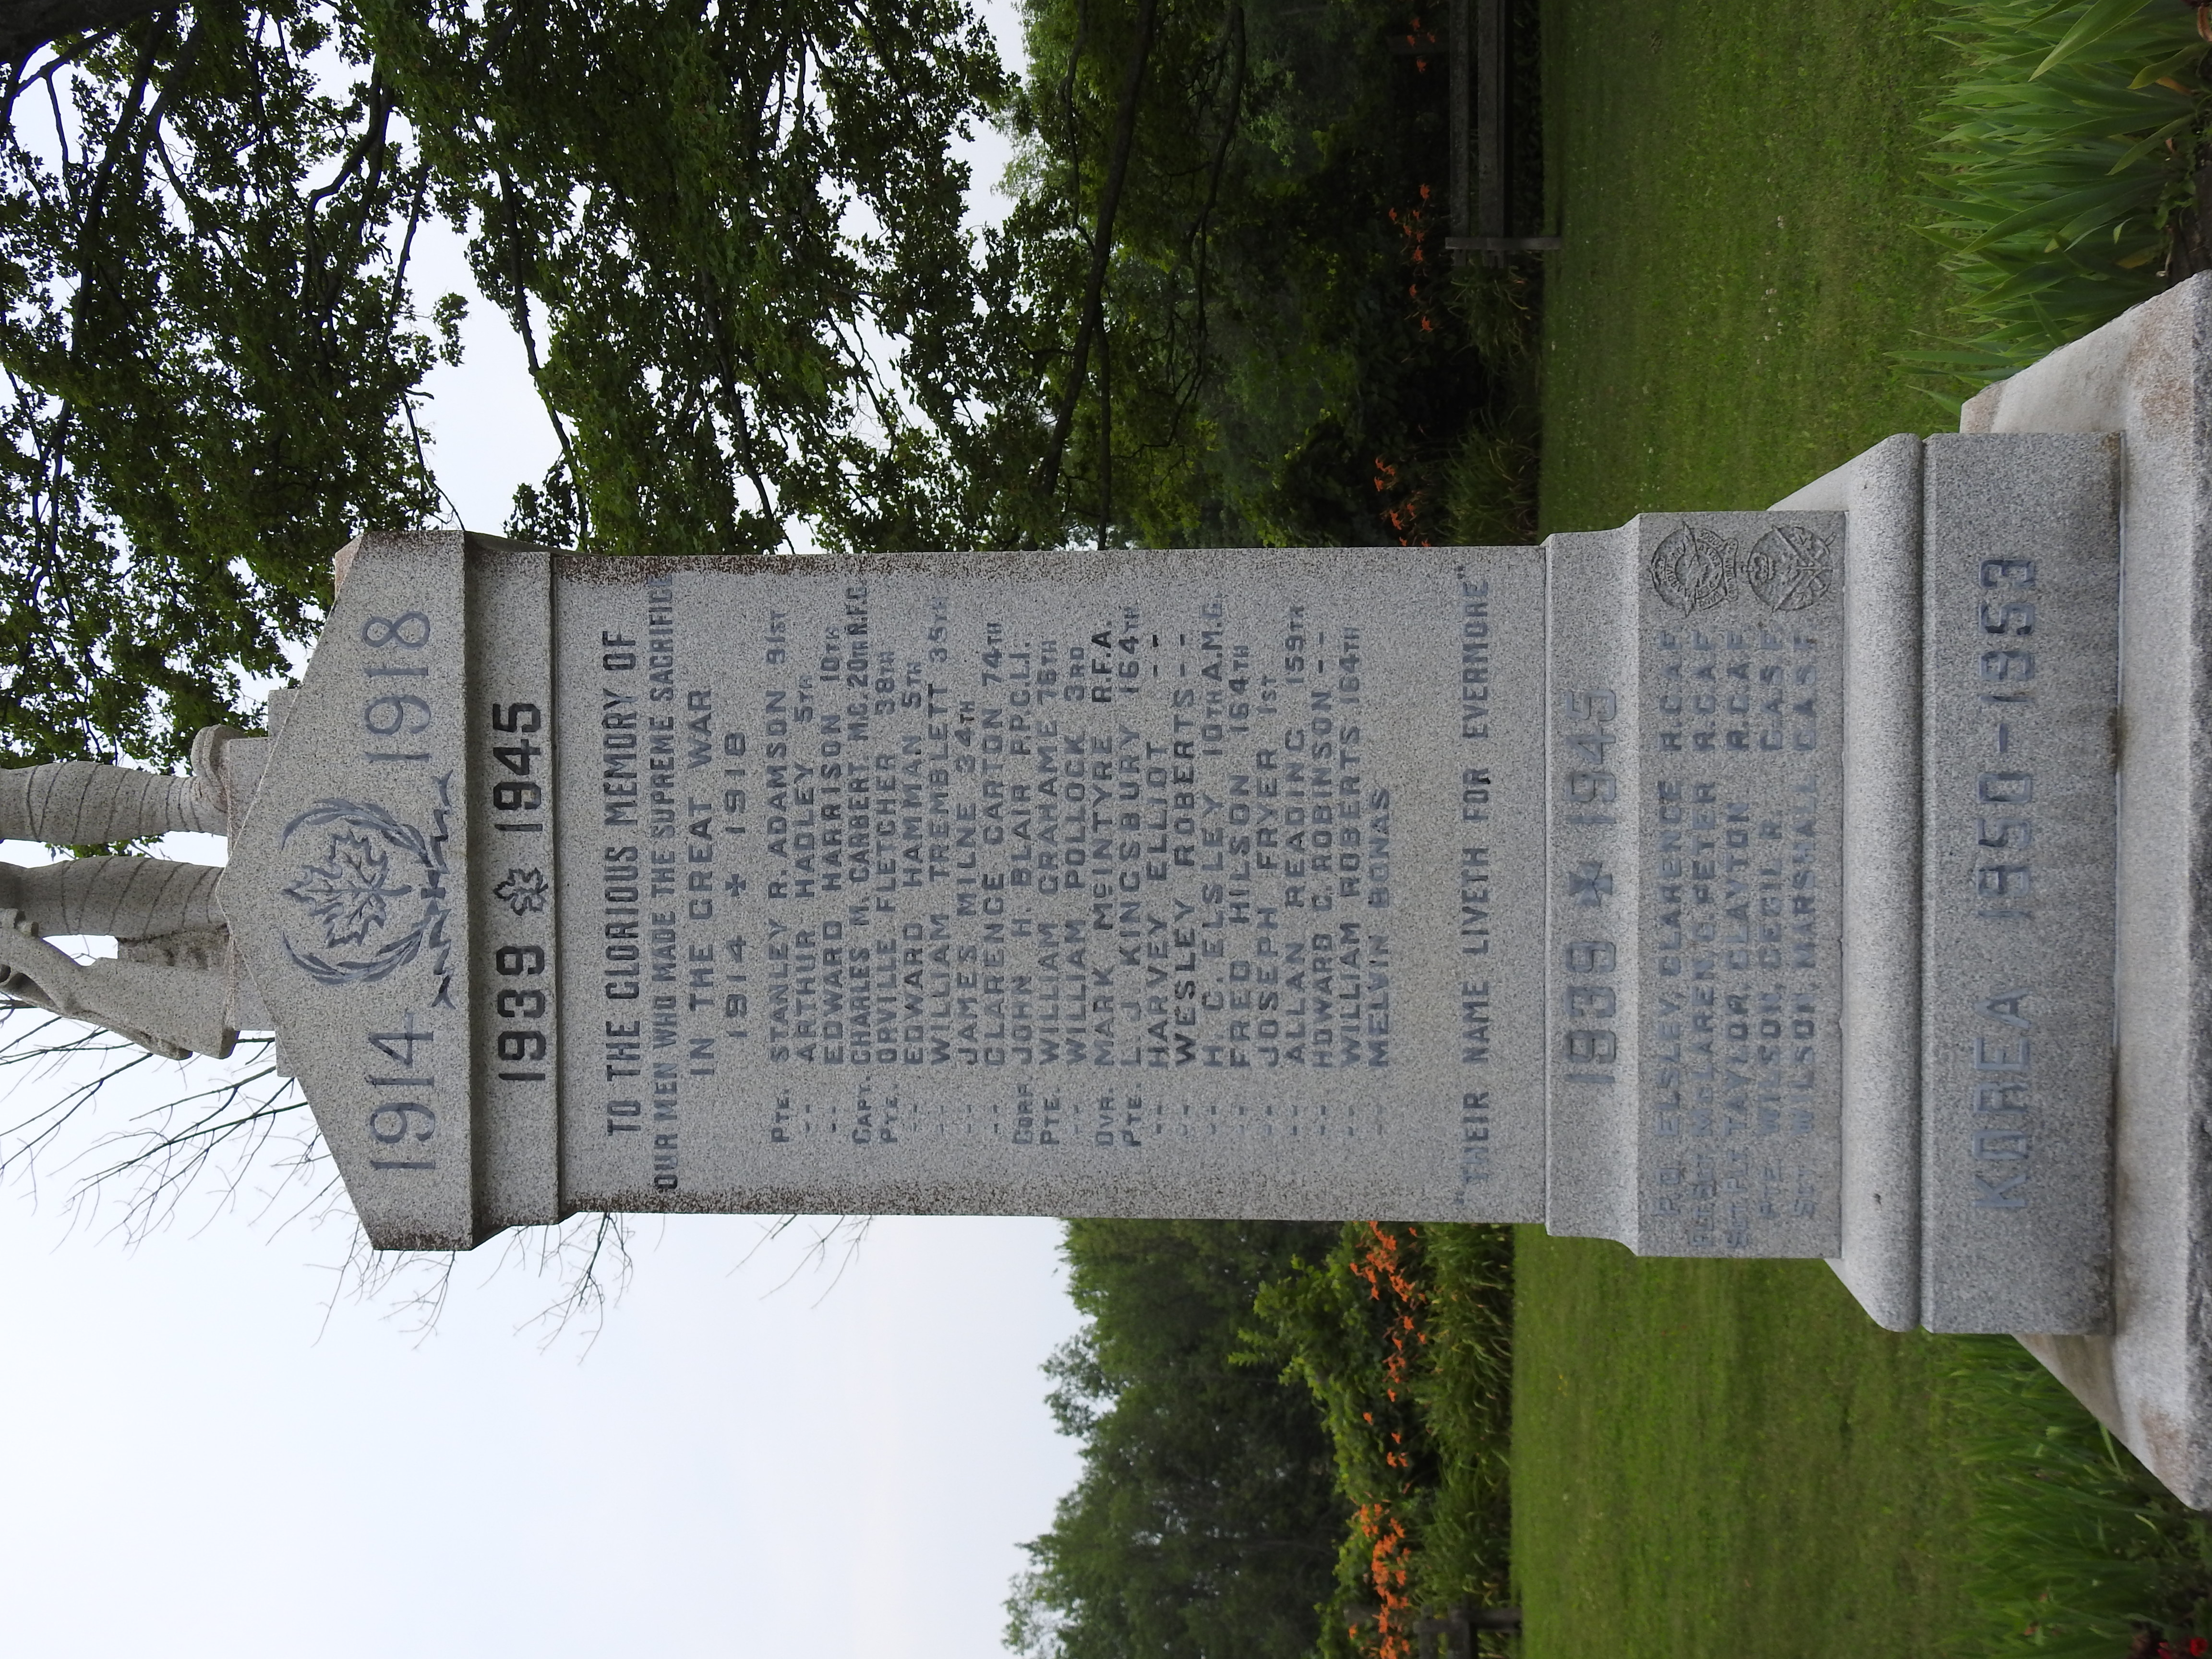 1914 1918
1939 1945
TO THE GLORIOUS MEMORY OF
OUR MEN WHO MADE THE SUPREME SACRIFICE
IN THE GREAT WAR
1914 1918
PTE. STANLEY R. ADAMSON 91ST
-- ARTHUR HADLEY 5TH
-- EDWARD HARRISON 10TH
CAPT. CHARLES M. CARBERT, M.C. 20TH R.F.C.
PTE. ORVILLE FLETCHER 38TH
-- EDWARD HAMMAN 5TH
-- WILLIAM TREMBLETT 35TH
-- JAMES MILNE 34TH
-- CLARENCE CARTON 74TH
CORP. JOHN H. BLAIR P.P.C.L.I.
PTE. WILLIAM GRAHAME 75TH
-- WILLIAM POLLOCK 3RD
DVR. MARK McINTYRE R.F.A.
PTE. L. J. KINGSBURY 164TH
-- HARVEY ELLIOT ---
-- WESLEY ROBERTS ---
-- H. C. ELSLEY 10TH A.M.C.
-- FRED HILSON 164TH
-- JOSEPH FRYER 1ST
-- ALLAN READING 159TH
-- HOWARD C. ROBINSON --
-- WILLIAM ROBERTS 164TH
-- MELVIN BONAS
"THEIR NAME LIVETH FOR EVERMORE"
1939 1945
F.O. ELSLEY, CLARENCE R.C.A.F.
McLAREN, D. PETER R.C.A.F.
TAYLOR, CLAYTON R.C.A.F.
PTE WILSON, CECIL R. C.A.S.F.
SGT. WILSON, MARSHALL C.A.S.F.
KOREA 1950-1953